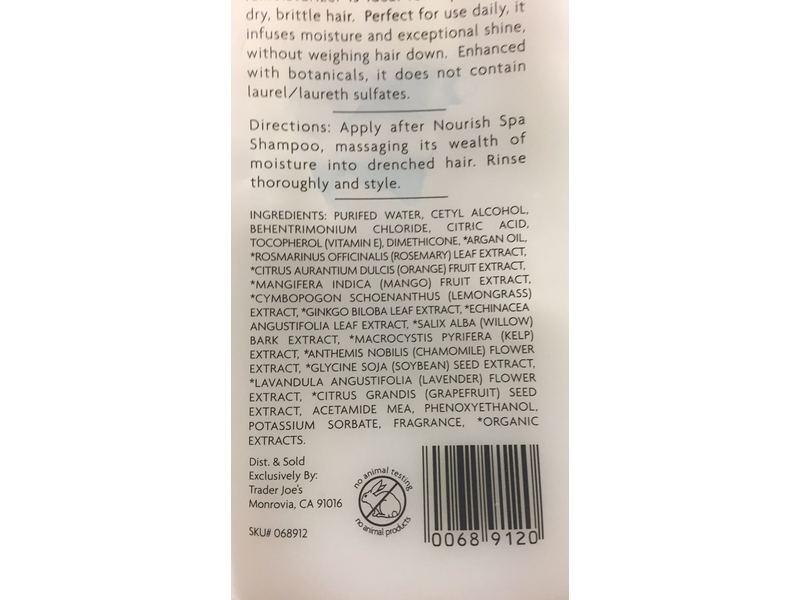 dry, brittle hair. Perfect for use daily, it
infuses moisture and exceptional shine,
without weighing hair down. Enhanced
with botanicals, it does not contain
laurel/laureth sulfates.
Directions: Apply after Nourish Spa
Shampoo, massaging its wealth of
moisture into drenched hair. Rinse
thoroughly and style.
INGREDIENTS: PURIFED WATER, CETYL ALCOHOL,
BEHENTRIMONIUM CHLORIDE, CITRIC ACID,
TOCOPHEROL (VITAMIN E), DIMETHICONE, *ARGAN OIL,
*ROSMARINUS OFFICINALIS (ROSEMARY) LEAF EXTRACT,
*CITRUS AURANTIUM DULCIS (ORANGE) FRUIT EXTRACT,
*MANGIFERA INDICA (MANGO) FRUIT EXTRACT,
*CYMBOPOGON SCHOENANTHUS (LEMONGRASS)
EXTRACT, *GINKGO BILOBA LEAF EXTRACT, *ECHINACEA
ANGUSTIFOLIA LEAF EXTRACT, *SALIX ALBA (WILLOW)
BARK EXTRACT, *MACROCYSTIS PYRIFERA (KELP)
EXTRACT, *ANTHEMIS NOBILIS (CHAMOMILE) FLOWER
EXTRACT, *GLYCINE SOJA (SOYBEAN) SEED EXTRACT,
*LAVANDULA ANGUSTIFOLIA (LAVENDER) FLOWER
EXTRACT, *CITRUS GRANDIS (GRAPEFRUIT) SEED
EXTRACT, ACETAMIDE MEA, PHENOXYETHANOL,
POTASSIUM SORBATE, FRAGRANCE, *ORGANIC
EXTRACTS.
Dist. & Sold
Exclusively By:
Trader Joe's
Monrovia, CA 91016
SKU# 068912
no animal testing
no animal products
0068 9120